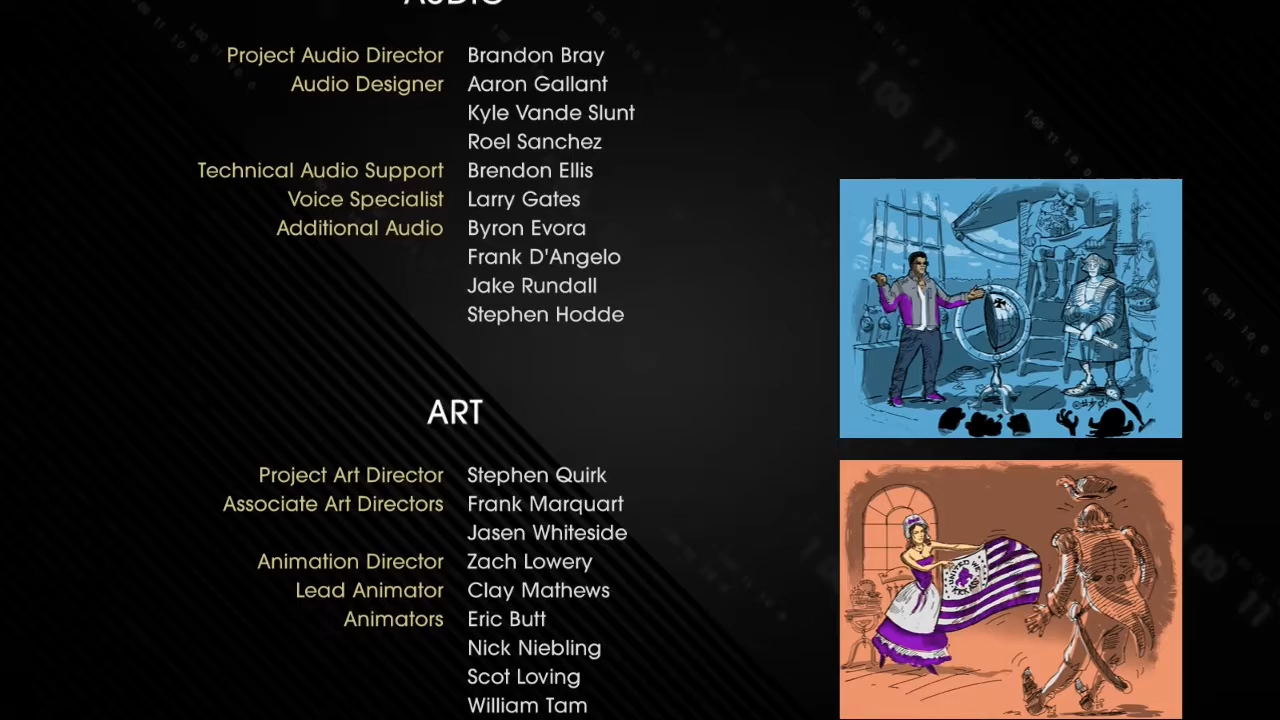 AUDIO
Project Audio Director Brandon Bray
Audio Designer Aaron Gallant
Kyle Vande Slunt
Roel Sanchez
Technical Audio Support Brendon Ellis
Voice Specialist Larry Gates
Additional Audio Byron Evora
Frank D'Angelo
Jake Rundall
Stephen Hodde
ART
Project Art Director Stephen Quirk
Associate Art Directors Frank Marquart
Jasen Whiteside
Animation Director Zach Lowery
Lead Animator Clay Mathews
Animators Eric Butt
Nick Niebling
Scot Loving
William Tam